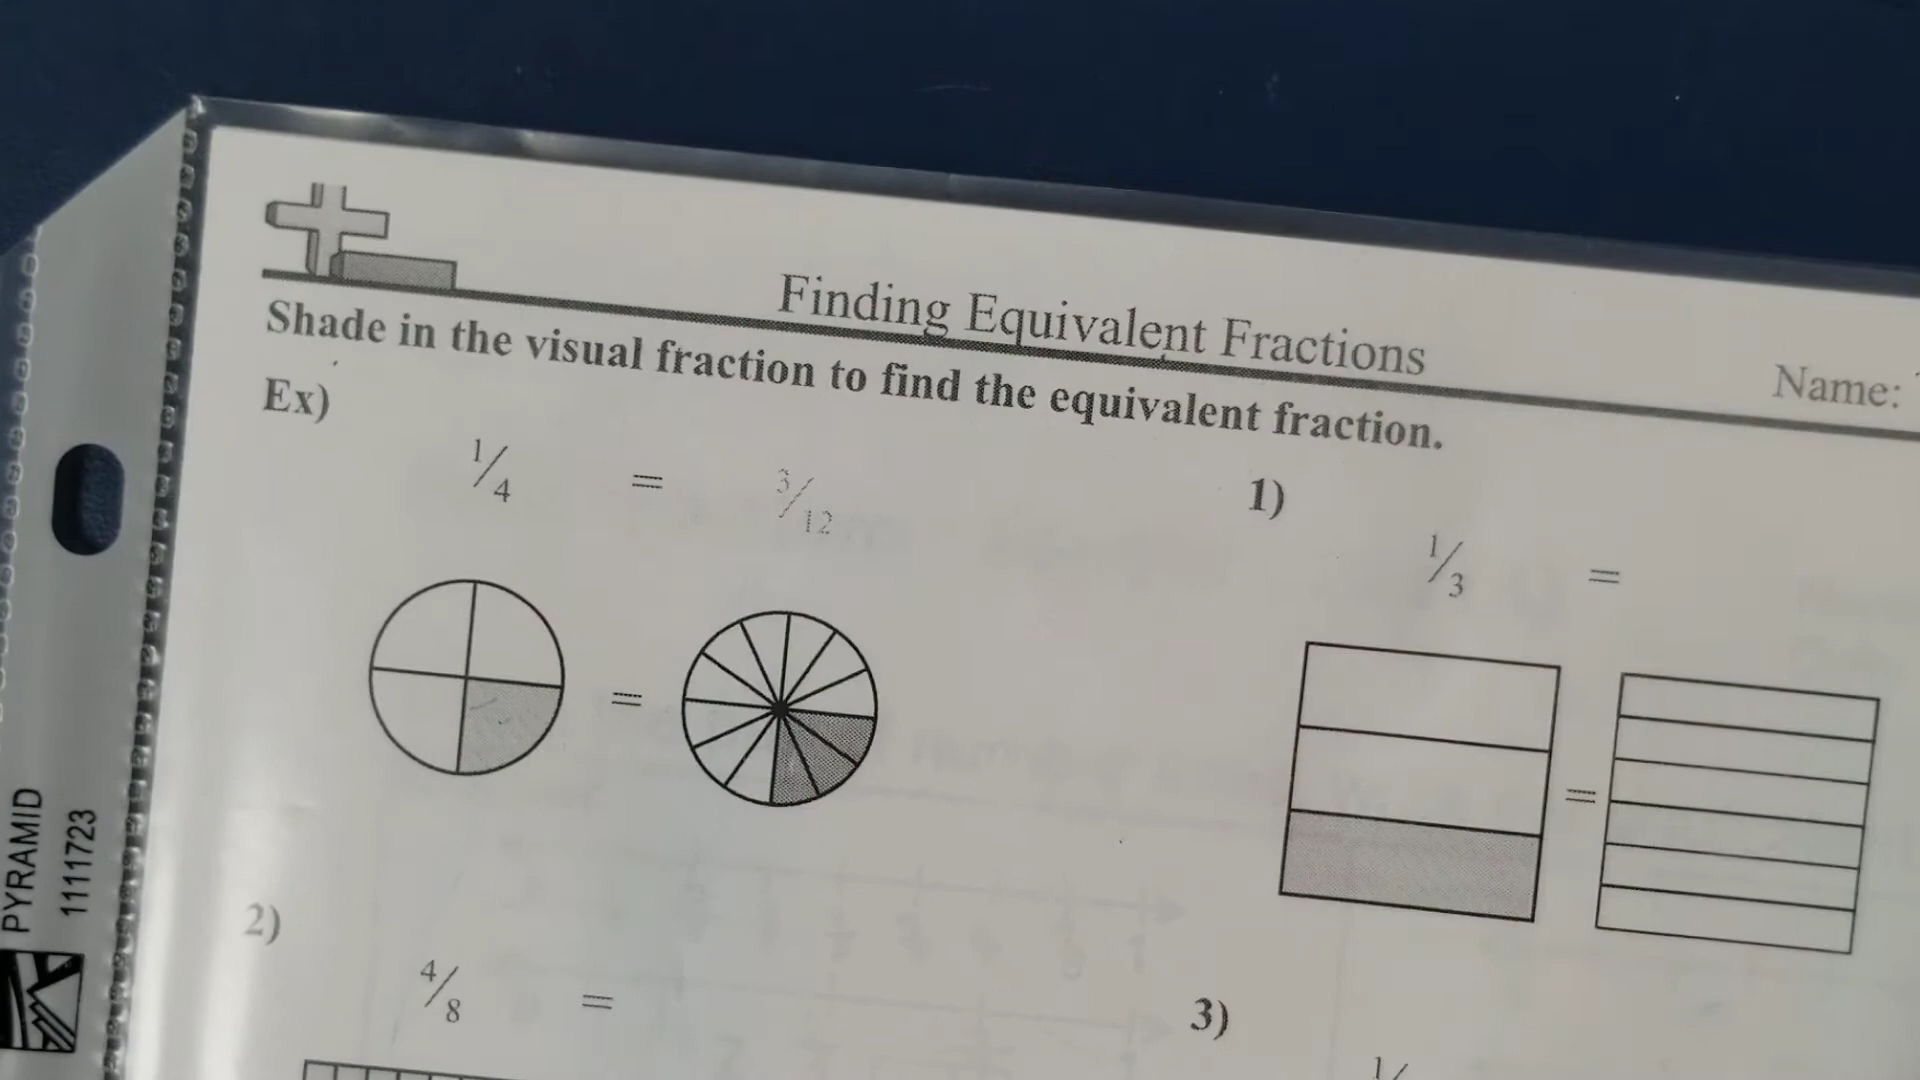 Finding Equivalent Fractions
Name:
Shade in the visual fraction to find the equivalent fraction.
Ex)
1/4 = 3/12
=
1)
1/3 =
=
2)
4/8 =
3)
1/
PYRAMID
1111723